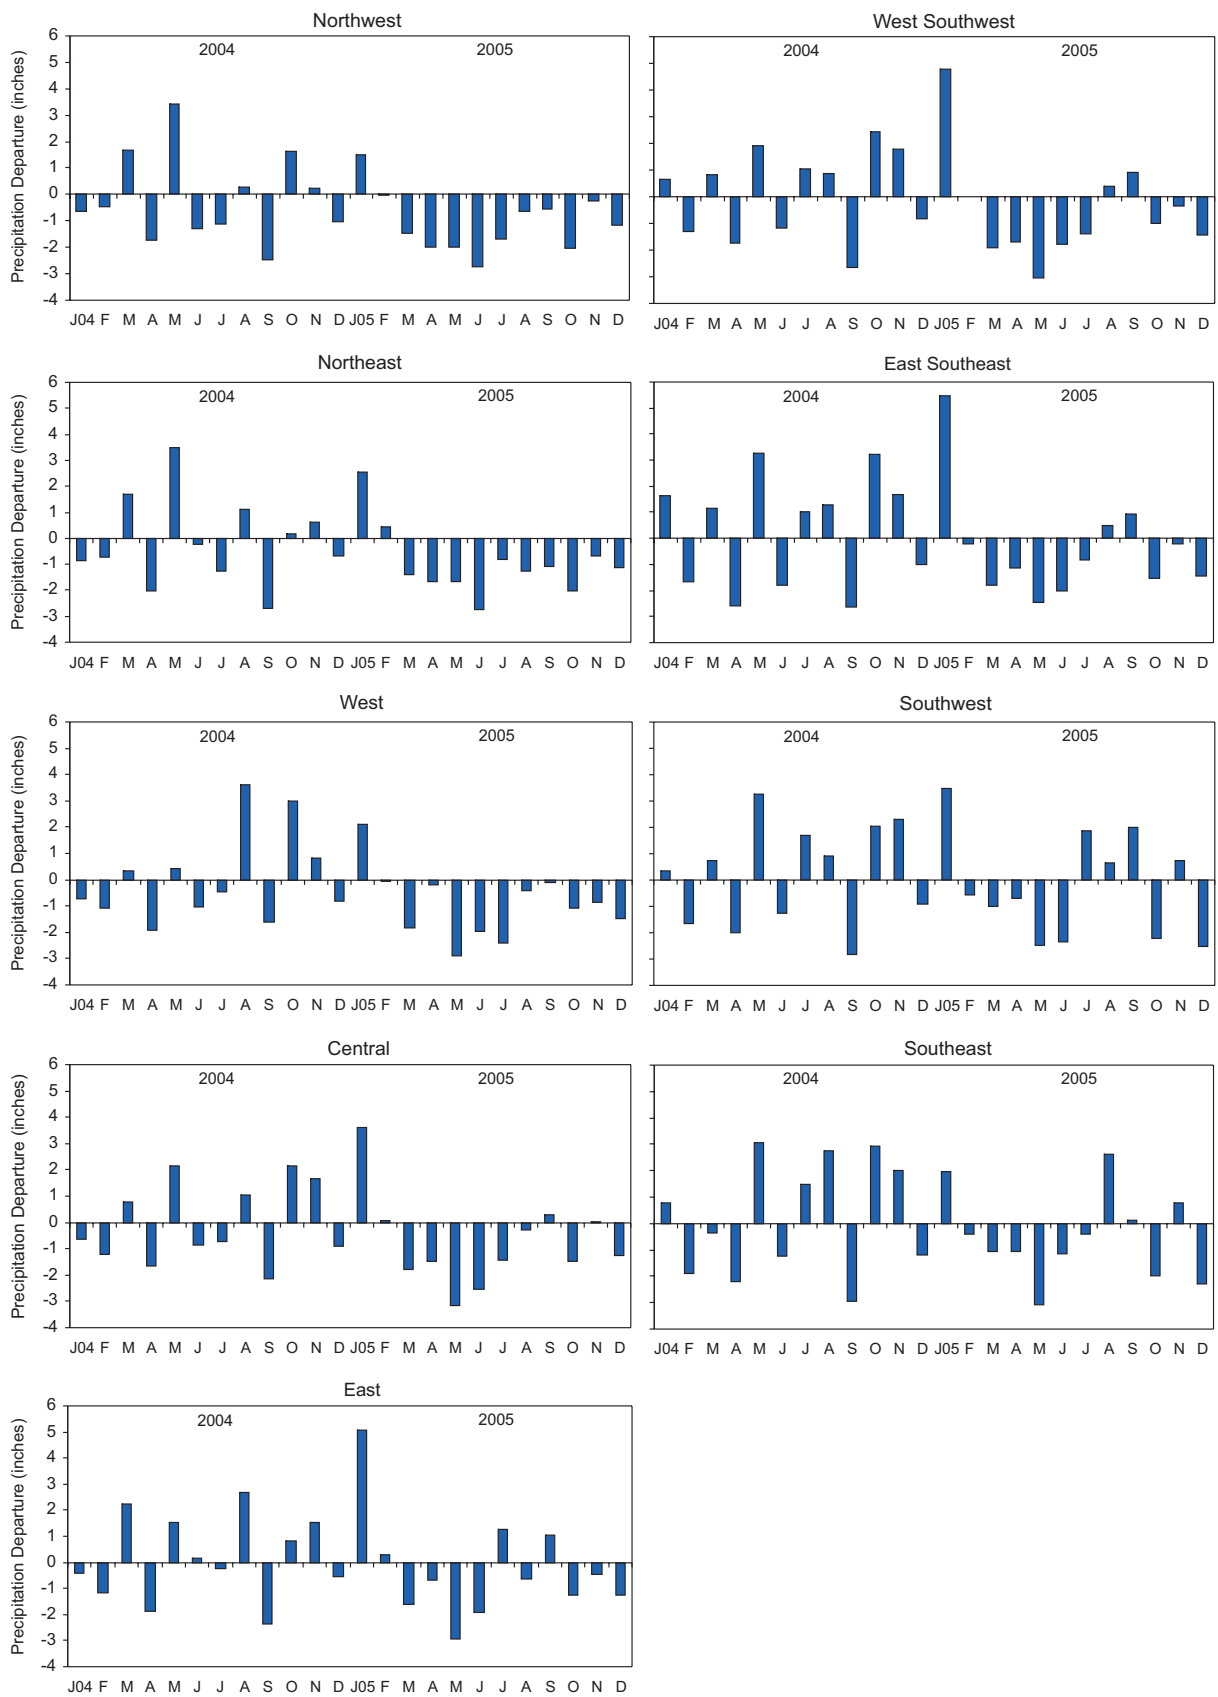 Northwest
Precipitation Departure (inches)
2004 2005
6
5
4
3
2
1
0
-1
-2
-3
-4
J04 F M A M J J A S O N D J05 F M A M J J A S O N D
West Southwest
2004 2005
J04 F M A M J J A S O N D J05 F M A M J J A S O N D
Northeast
Precipitation Departure (inches)
2004 2005
6
5
4
3
2
1
0
-1
-2
-3
-4
J04 F M A M J J A S O N D J05 F M A M J J A S O N D
East Southeast
2004 2005
J04 F M A M J J A S O N D J05 F M A M J J A S O N D
West
Precipitation Departure (inches)
2004 2005
6
5
4
3
2
1
0
-1
-2
-3
-4
J04 F M A M J J A S O N D J05 F M A M J J A S O N D
Southwest
2004 2005
J04 F M A M J J A S O N D J05 F M A M J J A S O N D
Central
Precipitation Departure (inches)
2004 2005
6
5
4
3
2
1
0
-1
-2
-3
-4
J04 F M A M J J A S O N D J05 F M A M J J A S O N D
Southeast
2004 2005
J04 F M A M J J A S O N D J05 F M A M J J A S O N D
East
Precipitation Departure (inches)
2004 2005
6
5
4
3
2
1
0
-1
-2
-3
-4
J04 F M A M J J A S O N D J05 F M A M J J A S O N D